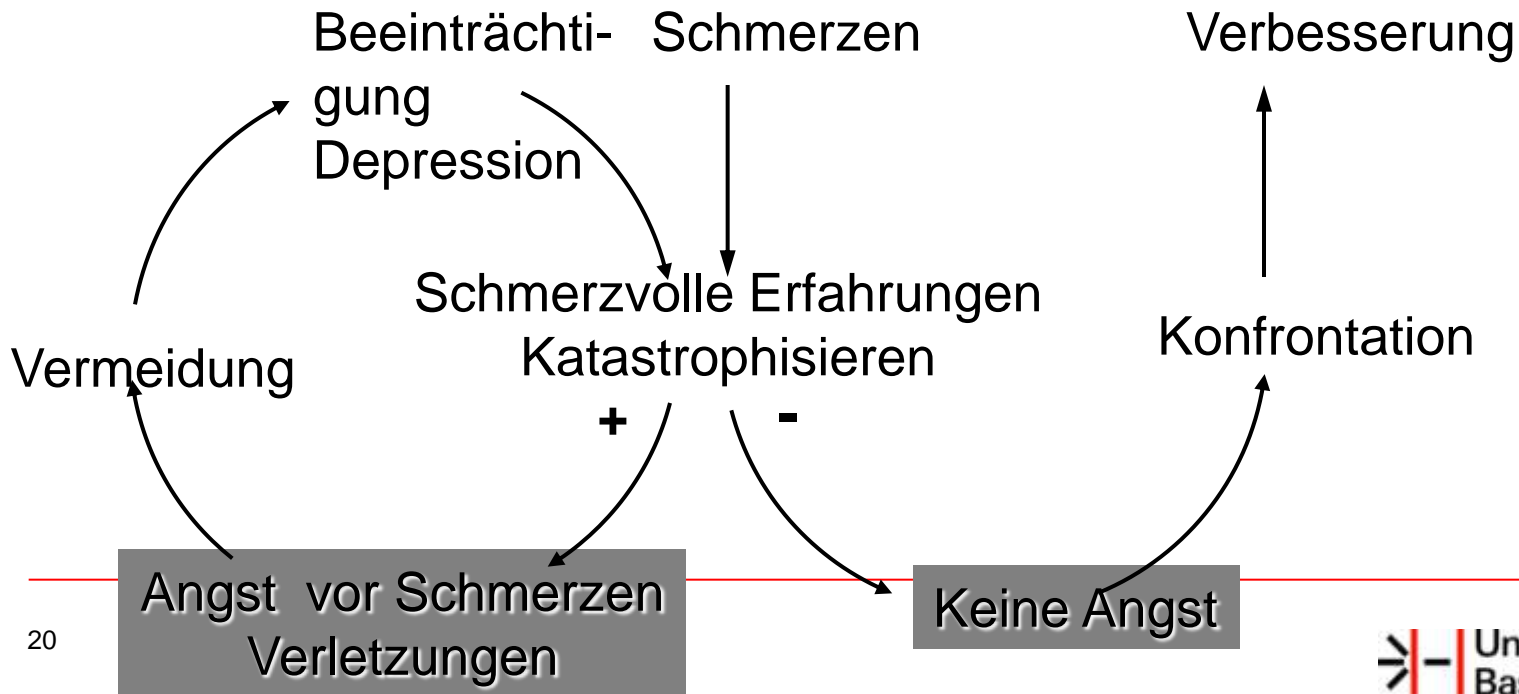 Beeinträchti-
gung
Depression
Schmerzen
Verbesserung
Schmerzvolle Erfahrungen
Katastrophisieren
Konfrontation
Vermeidung
+
-
Angst vor Schmerzen
Verletzungen
Keine Angst
20